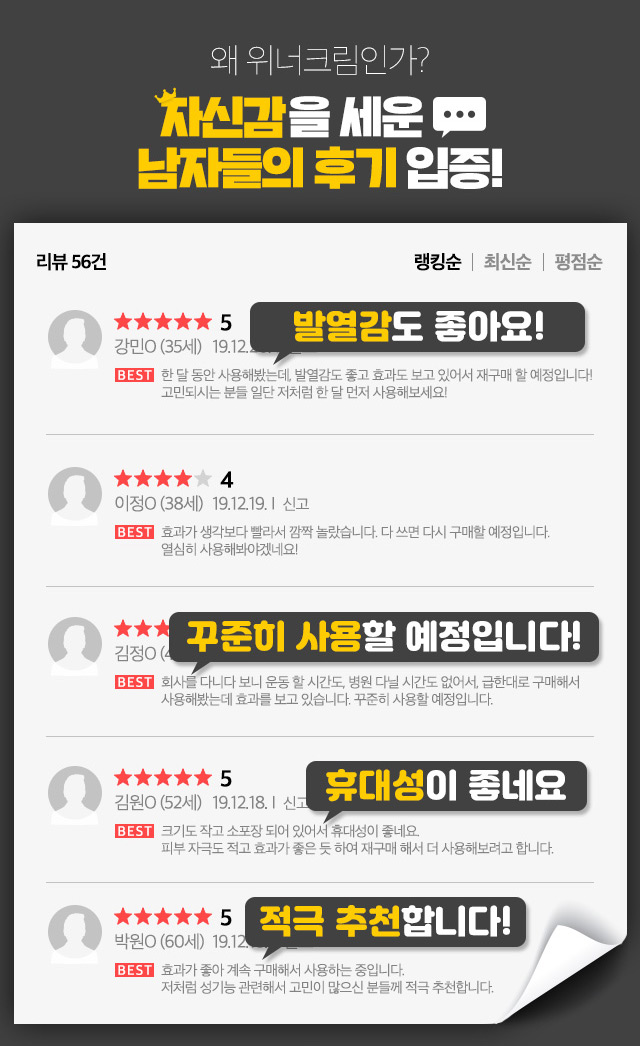 왜 위너크림인가?
자신감을 세운
남자들의 후기 입증!
리뷰 56건
랭킹순 | 최신순 | 평점순
5
발열감도 좋아요!
강민O (35세) 19.12.2
BEST 한 달 동안 사용해봤는데, 발열감도 좋고 효과도 보고 있어서 재구매 할 예정입니다!
고민되시는 분들 일단 저처럼 한 달 먼저 사용해보세요!
4
이정O (38세) 19.12.19. I 신고
BEST 효과가 생각보다 빨라서 깜짝 놀랐습니다. 다 쓰면 다시 구매할 예정입니다.
열심히 사용해봐야겠네요!
꾸준히 사용할 예정입니다!
김정O
BEST 회사를 다니다 보니 운동 할 시간도, 병원 다닐 시간도 없어서, 급한대로 구매해서
사용해봤는데 효과를 보고 있습니다. 꾸준히 사용할 예정입니다.
5
휴대성이 좋네요
김원O (52세) 19.12.18. I 신고
BEST 크기도 작고 소포장 되어 있어서 휴대성이 좋네요.
피부 자극도 적고 효과가 좋은 듯 하여 재구매 해서 더 사용해보려고 합니다.
5
적극 추천합니다!
박원O (60세) 19.12
BEST 효과가 좋아 계속 구매해서 사용하는 중입니다.
저처럼 성기능 관련해서 고민이 많으신 분들께 적극 추천합니다.